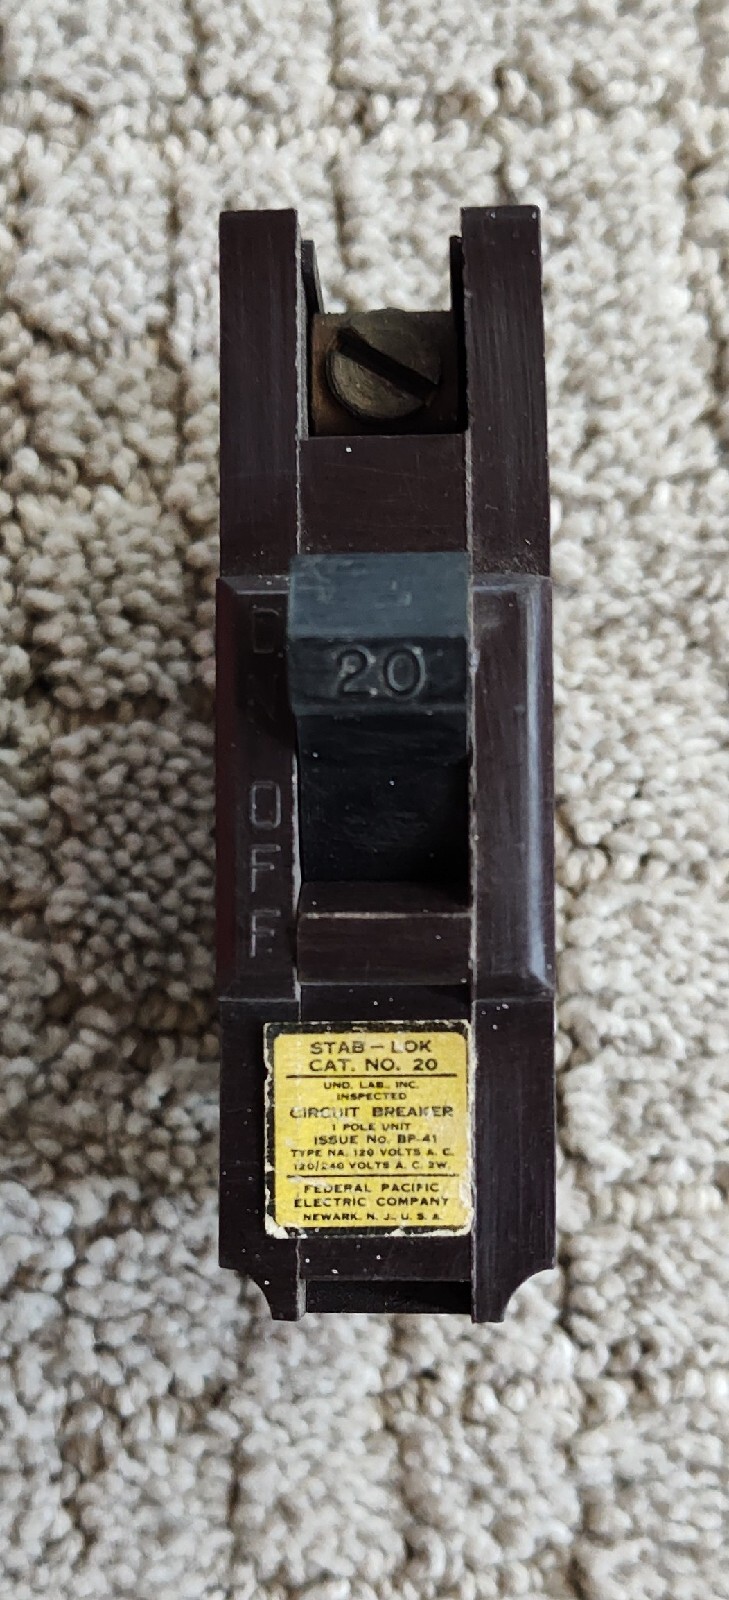 ON
20
OFF
STAB-LOK
CAT. NO. 20
UND. LAB., INC.
INSPECTED
CIRCUIT BREAKER
1 POLE UNIT
ISSUE NO. BP-41
TYPE NA. 120 VOLTS A. C.
120/240 VOLTS A. C. 3W.
FEDERAL PACIFIC
ELECTRIC COMPANY
NEWARK, N. J., U. S. A.